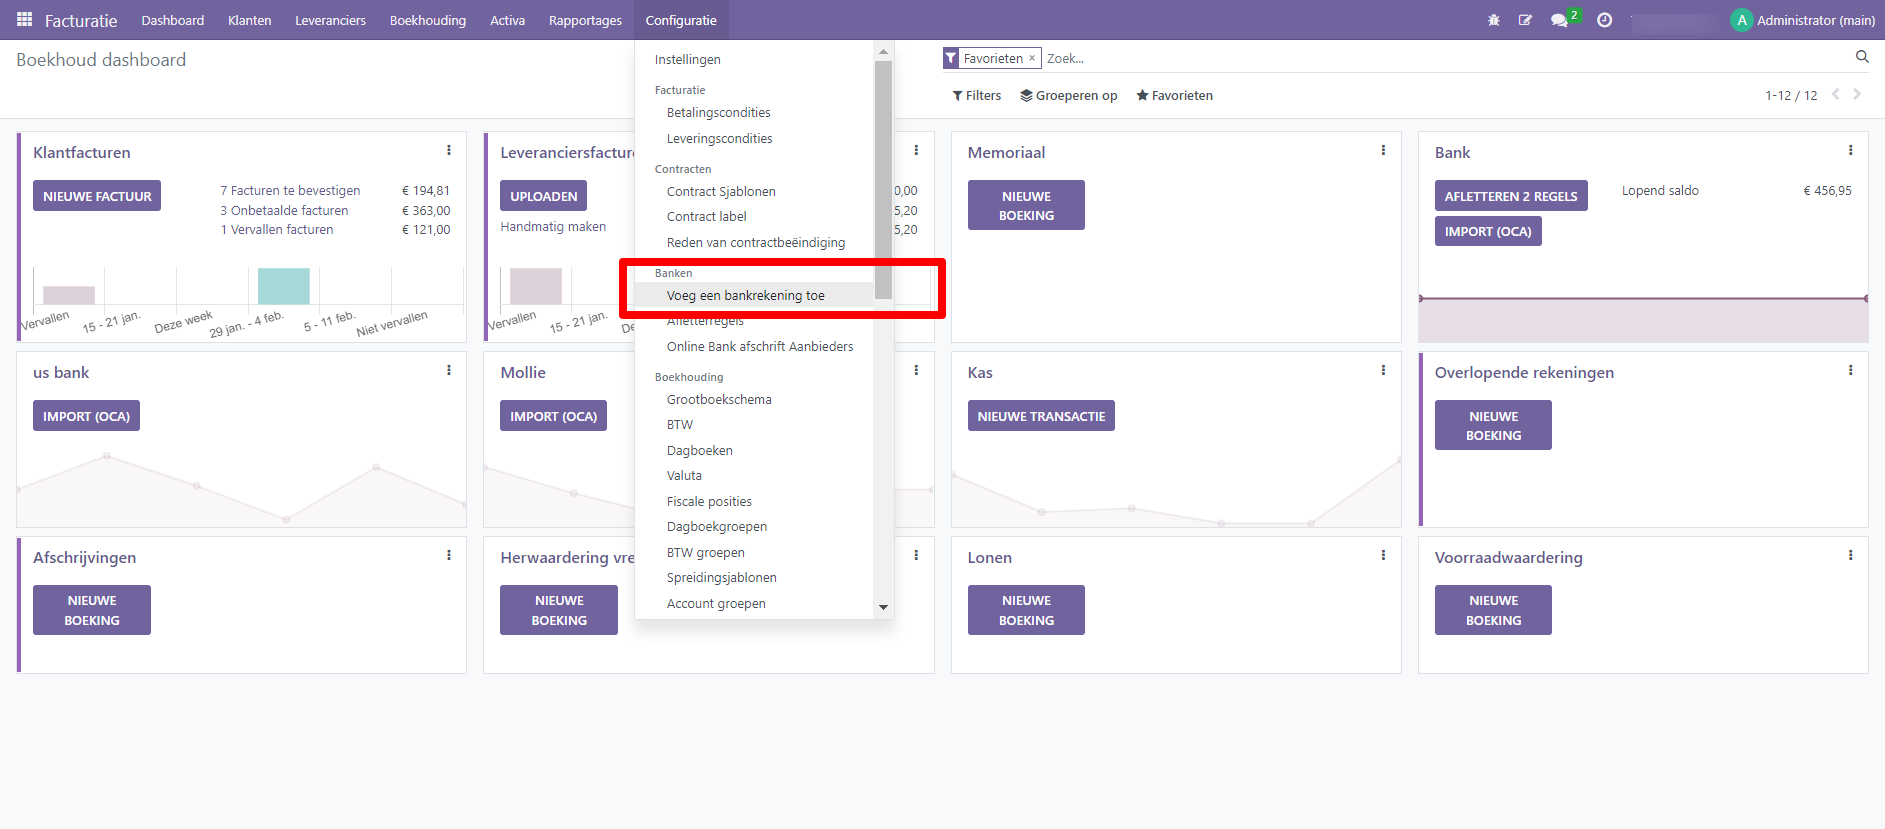 Facturatie Dashboard Klanten Leveranciers Boekhouding Activa Rapportages Configuratie 2 A Administrator (main)
Boekhoud dashboard
Favorieten × Zoek...
Filters Groeperen op Favorieten 1-12 / 12
Instellingen
Facturatie
Betalingscondities
Leveringscondities
Contracten
Contract Sjablonen
Contract label
Reden van contractbeëindiging
Banken
Voeg een bankrekening toe
Afletterregels
Online Bank afschrift Aanbieders
Boekhouding
Grootboekschema
BTW
Dagboeken
Valuta
Fiscale posities
Dagboekgroepen
BTW groepen
Spreidingsjablonen
Account groepen
Klantfacturen
NIEUWE FACTUUR
7 Facturen te bevestigen € 194,81
3 Onbetaalde facturen € 363,00
1 Vervallen facturen € 121,00
Vervallen 15 - 21 jan. Deze week 29 jan. - 4 feb. 5 - 11 feb. Niet vervallen
Leveranciersfactur
UPLOADEN
Handmatig maken
0,00
5,20
5,20
Vervallen 15 - 21 jan. De
Memoriaal
NIEUWE
BOEKING
Bank
AFLETTEREN 2 REGELS
IMPORT (OCA)
Lopend saldo € 456,95
us bank
IMPORT (OCA)
Mollie
IMPORT (OCA)
Kas
NIEUWE TRANSACTIE
Overlopende rekeningen
NIEUWE
BOEKING
Afschrijvingen
NIEUWE
BOEKING
Herwaardering vre
NIEUWE
BOEKING
Lonen
NIEUWE
BOEKING
Voorraadwaardering
NIEUWE
BOEKING